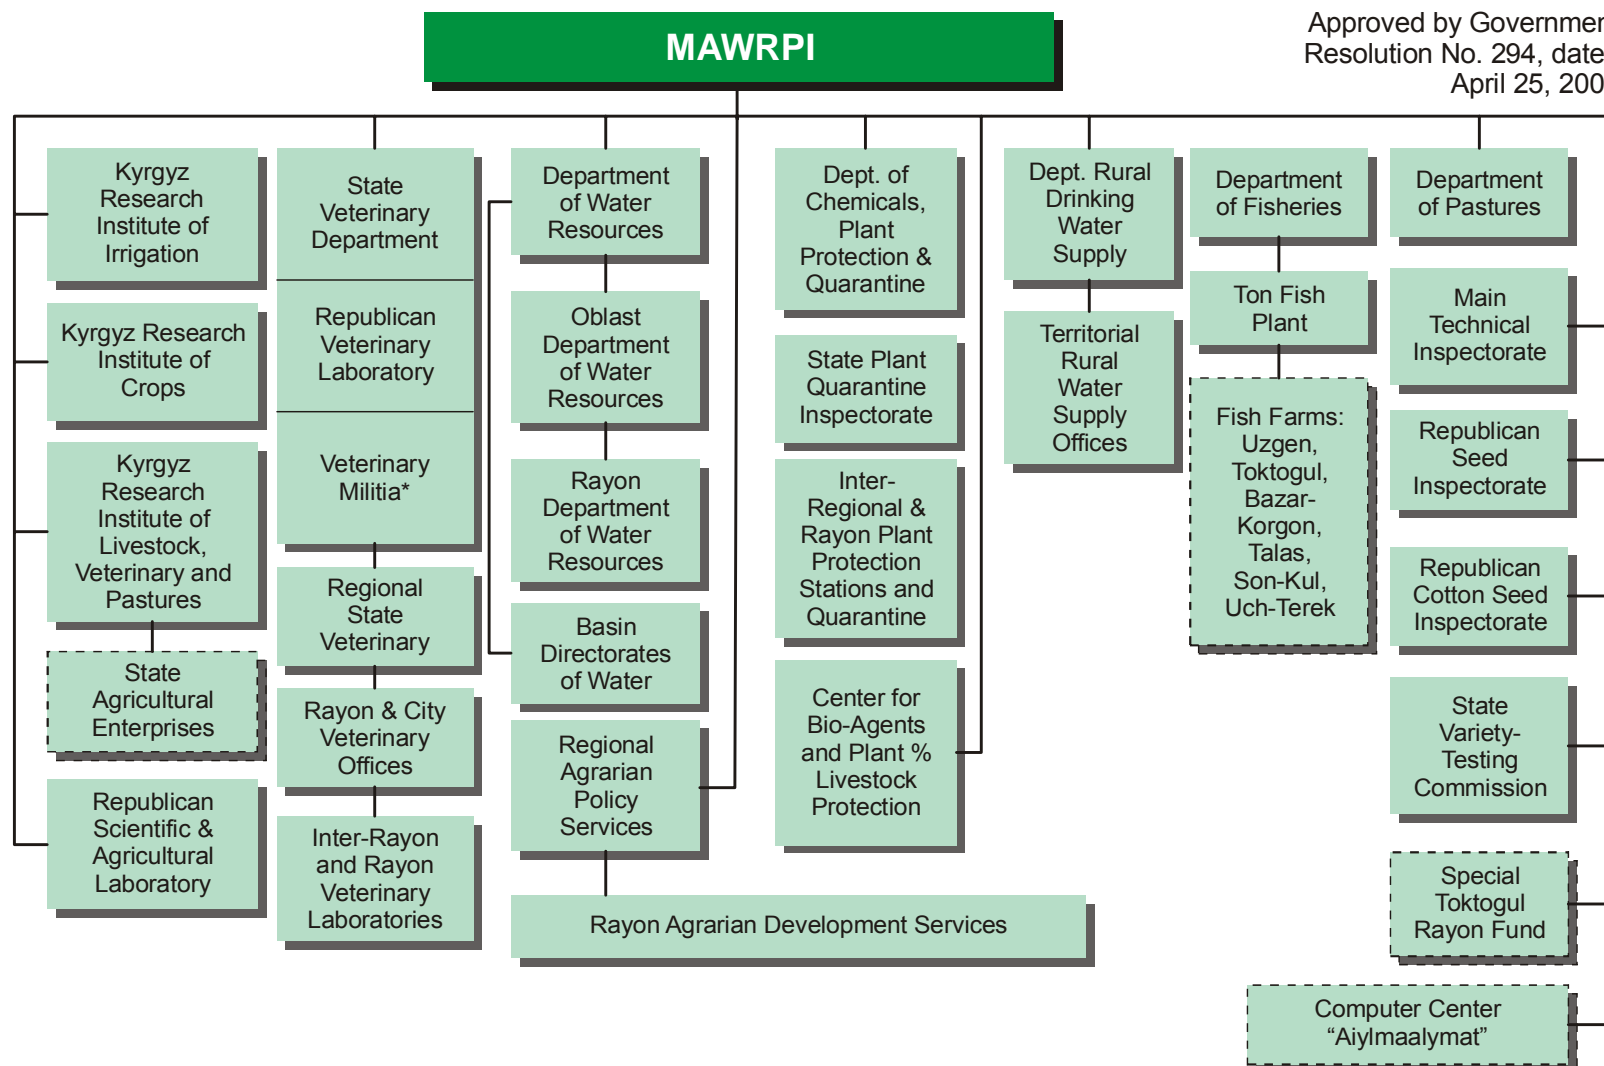 MAWRPI
Approved by Governmen
Resolution No. 294, date
April 25, 200
Kyrgyz
Research
Institute of
Irrigation
Kyrgyz Research
Institute of
Crops
Kyrgyz
Research
Institute of
Livestock,
Veterinary and
Pastures
State
Agricultural
Enterprises
Republican
Scientific &
Agricultural
Laboratory
State
Veterinary
Department
Republican
Veterinary
Laboratory
Veterinary
Militia*
Regional
State
Veterinary
Rayon & City
Veterinary
Offices
Inter-Rayon
and Rayon
Veterinary
Laboratories
Department
of Water
Resources
Oblast
Department
of Water
Resources
Rayon
Department
of Water
Resources
Basin
Directorates
of Water
Regional
Agrarian
Policy
Services
Rayon Agrarian Development Services
Dept. of
Chemicals,
Plant
Protection &
Quarantine
State Plant
Quarantine
Inspectorate
Inter-
Regional &
Rayon Plant
Protection
Stations and
Quarantine
Center for
Bio-Agents
and Plant %
Livestock
Protection
Dept. Rural
Drinking
Water
Supply
Territorial
Rural
Water
Supply
Offices
Department
of Fisheries
Ton Fish
Plant
Fish Farms:
Uzgen,
Toktogul,
Bazar-
Korgon,
Talas,
Son-Kul,
Uch-Terek
Department
of Pastures
Main
Technical
Inspectorate
Republican
Seed
Inspectorate
Republican
Cotton Seed
Inspectorate
State
Variety-
Testing
Commission
Special
Toktogul
Rayon Fund
Computer Center
“Aiylmaalymat”